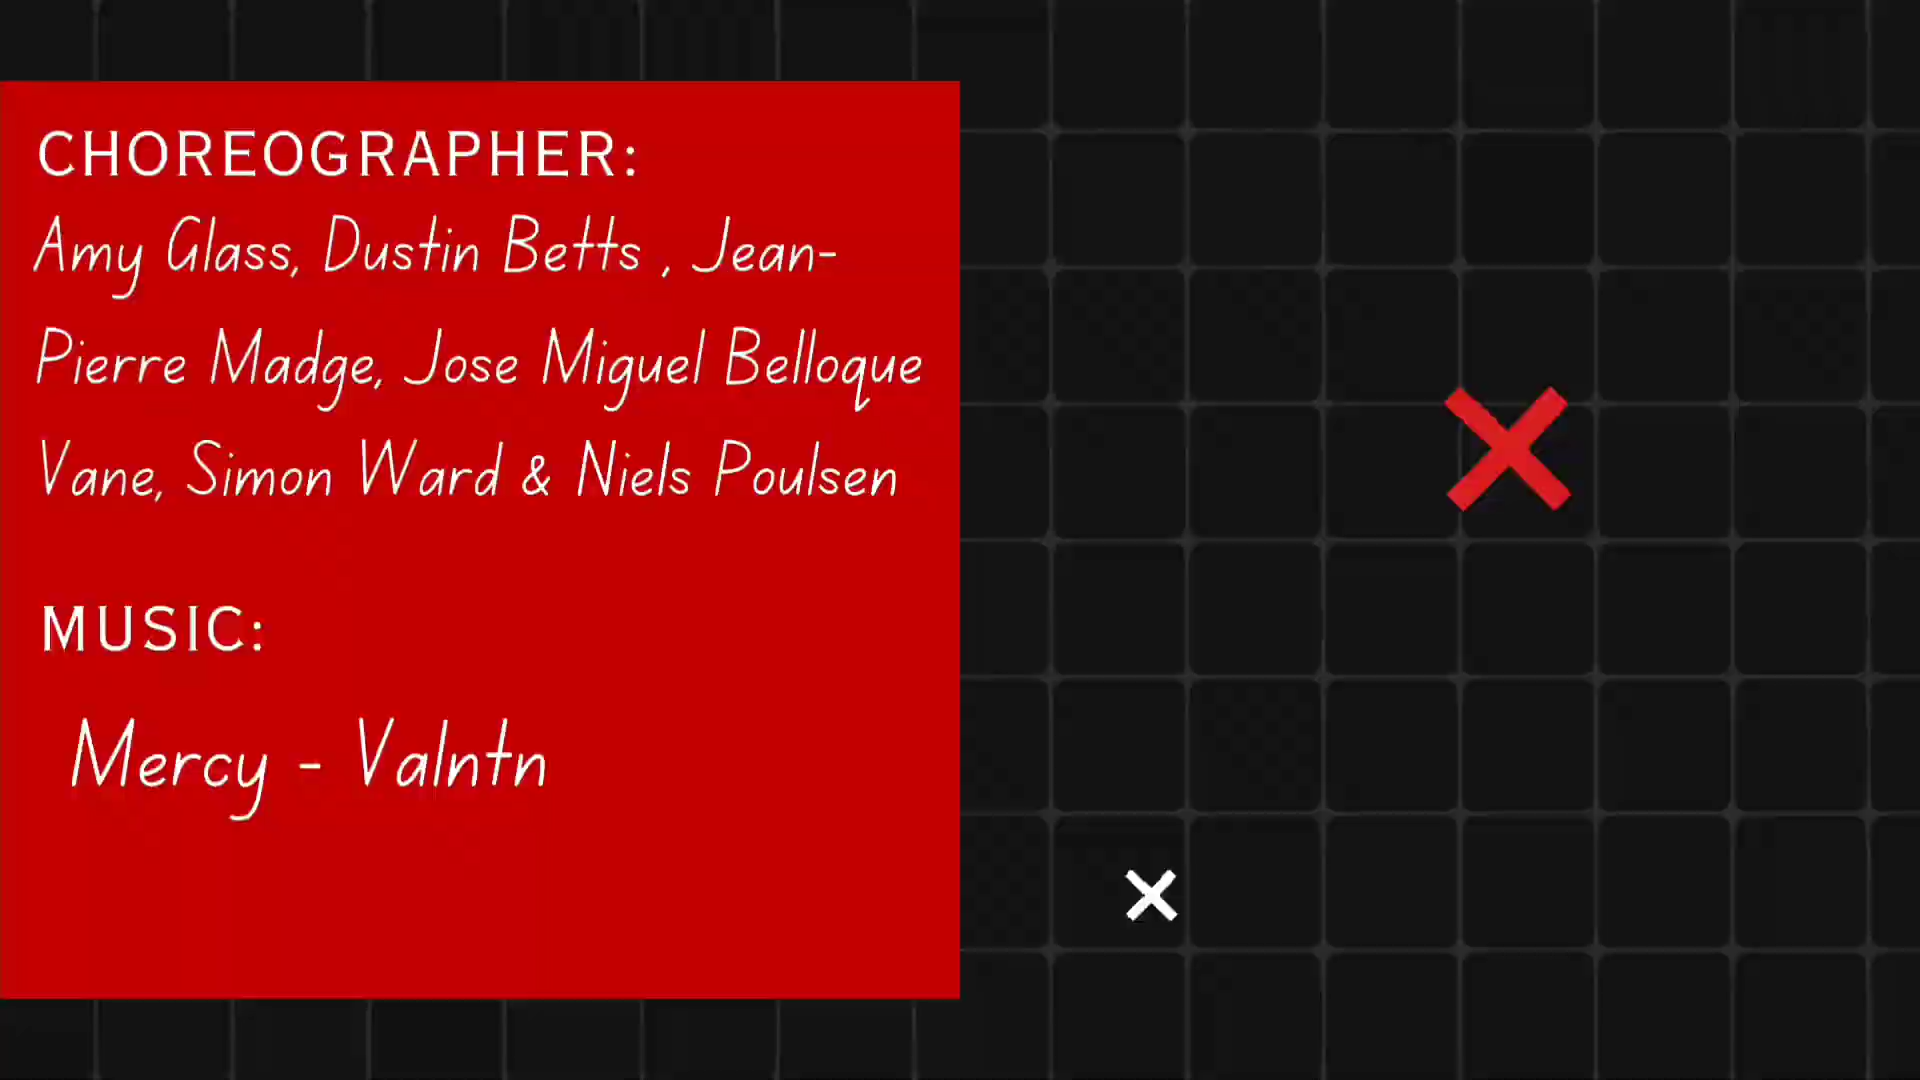 CHOREOGRAPHER:
Amy Glass, Dustin Betts , Jean-
Pierre Madge, Jose Miguel Belloque
Vane, Simon Ward & Niels Poulsen
MUSIC:
Mercy - Valntn